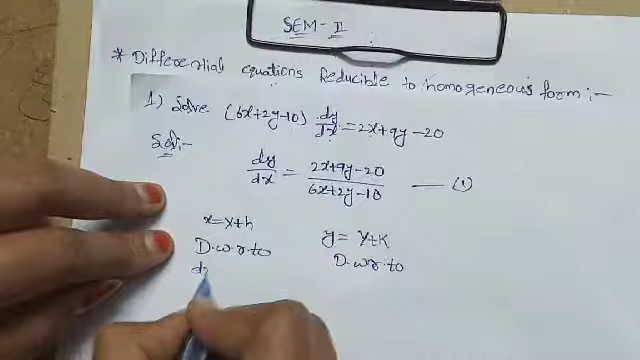 SEM-I
* Differential equations Reducible to homogeneous form:-
1) Solve (6x+2y-10) dy/dx = 2x+9y-20
Sol:-
dy/dx = 2x+9y-20 / 6x+2y-10 —— (1)
x=X+h y=Y+K
D.w.r.to D.w.r.to